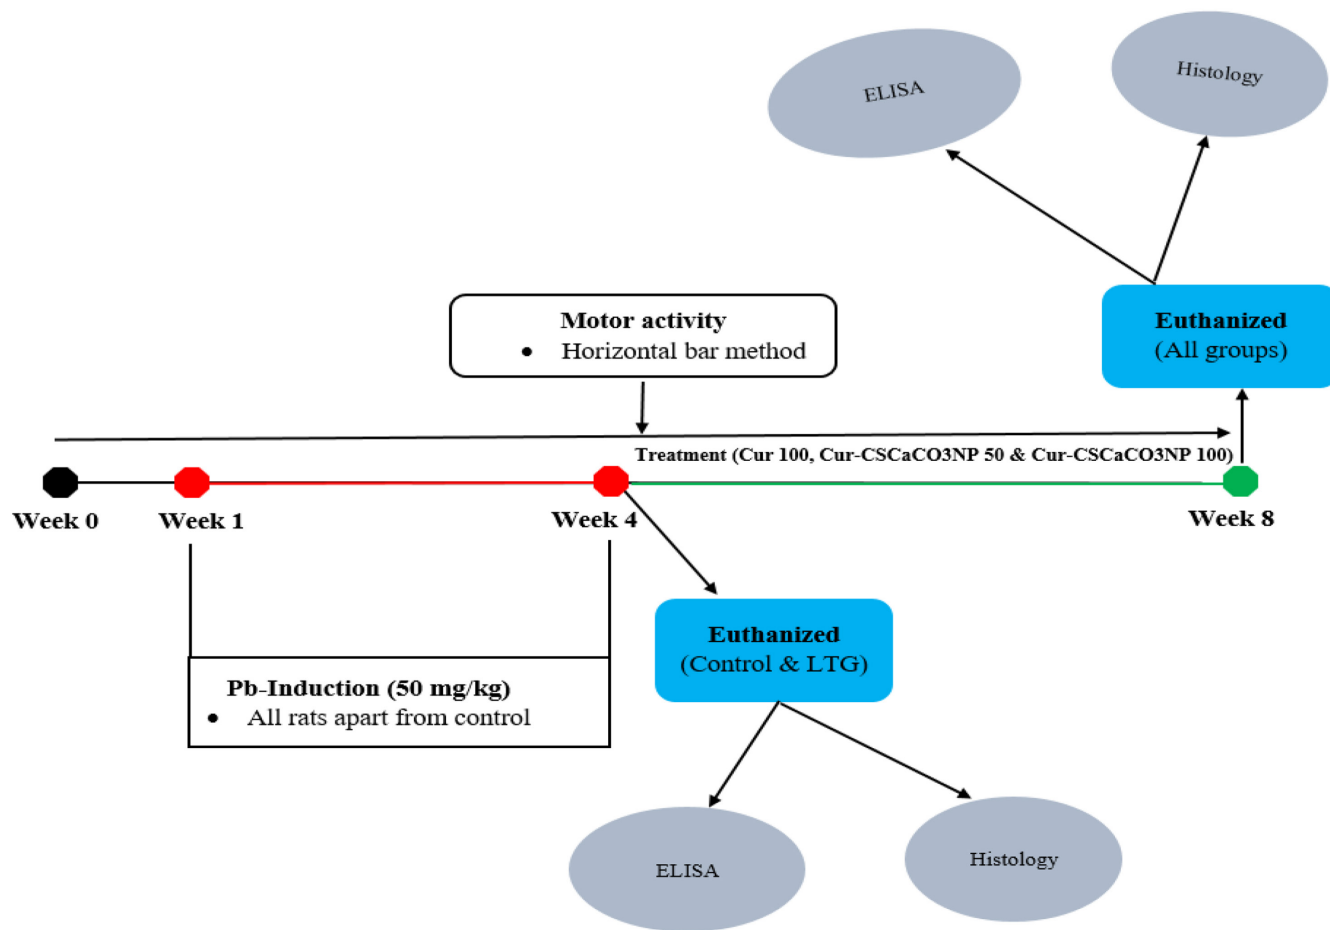 ELISA
Histology
Motor activity
• Horizontal bar method
Euthanized
(All groups)
Treatment (Cur 100, Cur-CSCaCO3NP 50 & Cur-CSCaCO3NP 100)
Week 0
Week 1
Week 4
Week 8
Pb-Induction (50 mg/kg)
• All rats apart from control
Euthanized
(Control & LTG)
ELISA
Histology